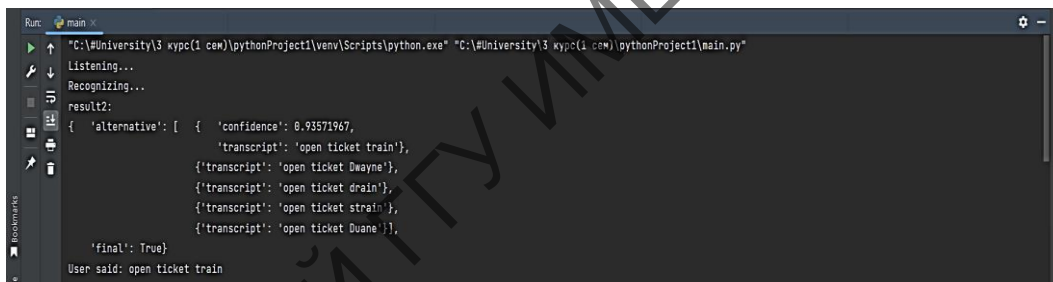 Run: main ×
"C:\#University\3 курс(1 сем)\pythonProject1\venv\Scripts\python.exe" "C:\#University\3 курс(1 сем)\pythonProject1\main.py"
Listening...
Recognizing...
result2:
{ 'alternative': [ { 'confidence': 0.93571967,
'transcript': 'open ticket train'},
{'transcript': 'open ticket Dwayne'},
{'transcript': 'open ticket drain'},
{'transcript': 'open ticket strain'},
{'transcript': 'open ticket Duane'}],
'final': True}
User said: open ticket train
Bookmarks
Й ГГУ ИМЕ